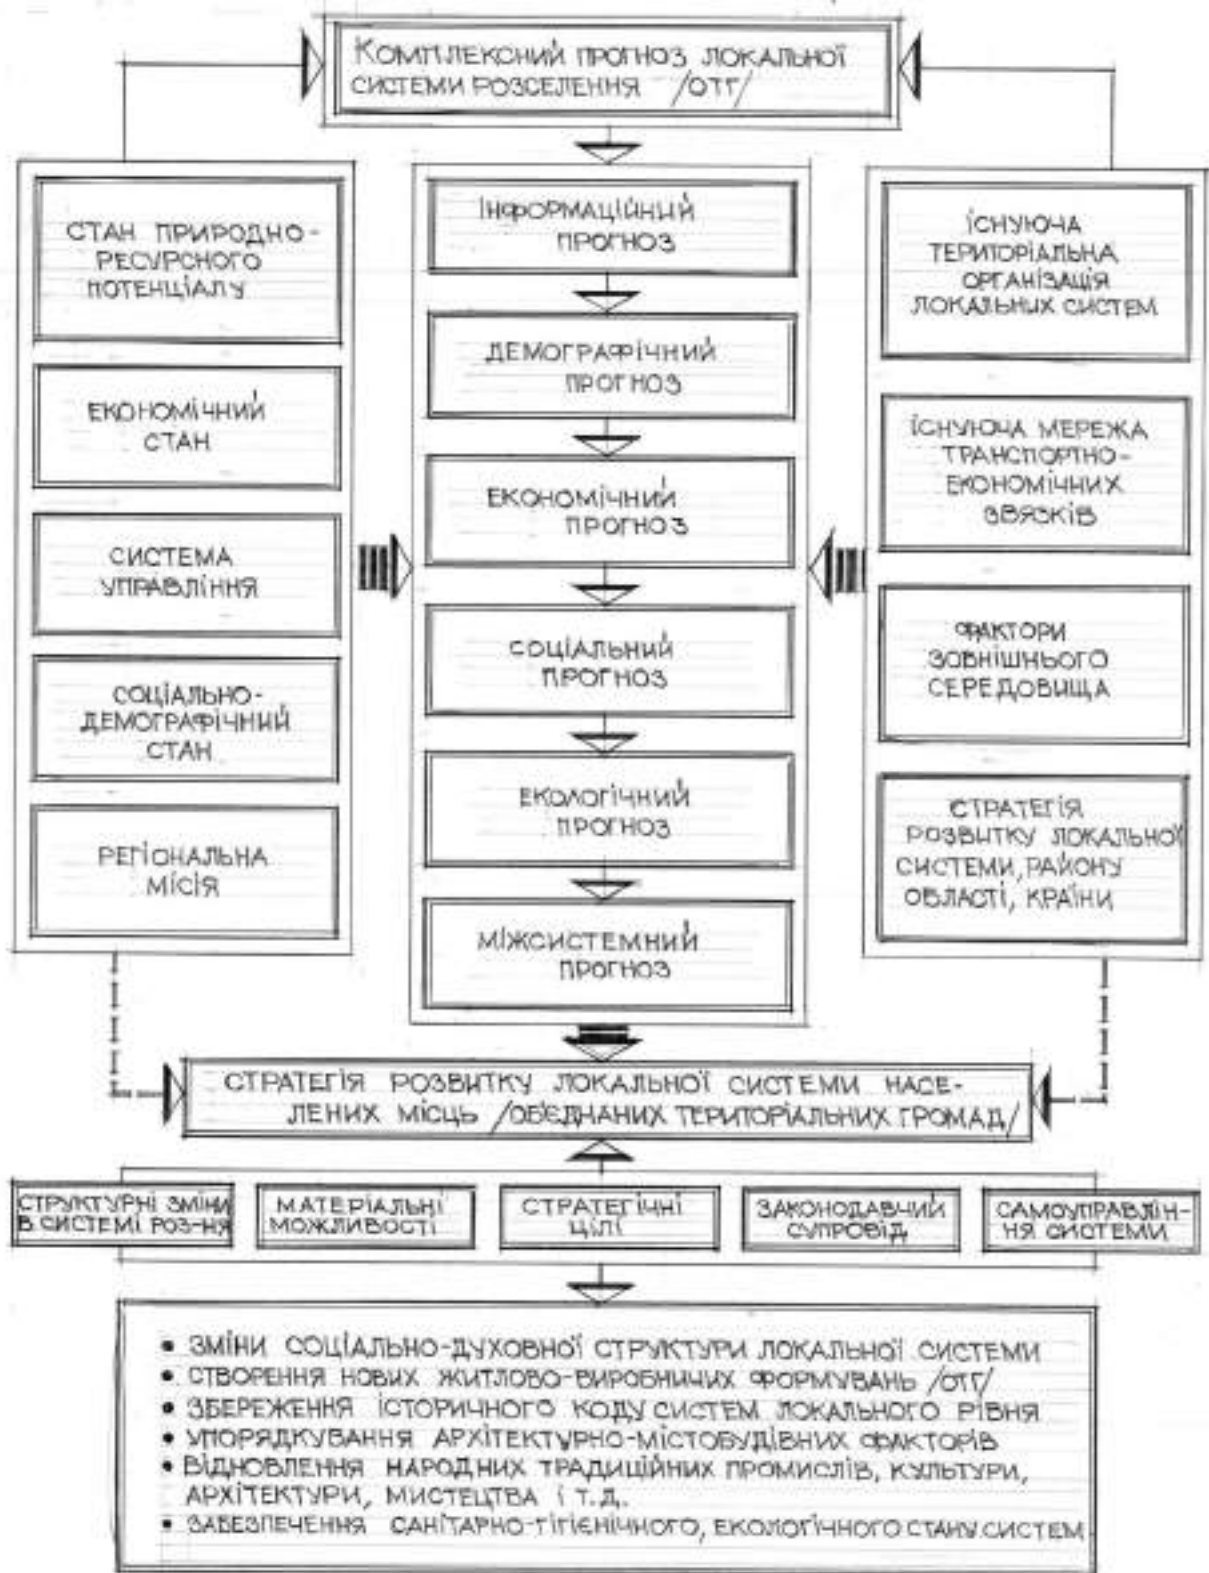 КОМПЛЕКСНИЙ ПРОГНОЗ ЛОКАЛЬНОЇ
СИСТЕМИ РОЗСЕЛЕННЯ /ОТГ/
СТАН ПРИРОДНО-
РЕСУРСНОГО
ПОТЕНЦІАЛУ
ЕКОНОМІЧНИЙ
СТАН
СИСТЕМА
УПРАВЛІННЯ
СОЦІАЛЬНО-
ДЕМОГРАФІЧНИЙ
СТАН
РЕГІОНАЛЬНА
МІСІЯ
ІНФОРМАЦІЙНИЙ
ПРОГНОЗ
ДЕМОГРАФІЧНИЙ
ПРОГНОЗ
ЕКОНОМІЧНИЙ
ПРОГНОЗ
СОЦІАЛЬНИЙ
ПРОГНОЗ
ЕКОЛОГІЧНИЙ
ПРОГНОЗ
МІЖСИСТЕМНИЙ
ПРОГНОЗ
ІСНУЮЧА
ТЕРИТОРІАЛЬНА
ОРГАНІЗАЦІЯ
ЛОКАЛЬНИХ СИСТЕМ
ІСНУЮЧА МЕРЕЖА
ТРАНСПОРТНО-
ЕКОНОМІЧНИХ
ЗВЯЗКІВ
ФАКТОРИ
ЗОВНІШНЬОГО
СЕРЕДОВИЩА
СТРАТЕГІЯ
РОЗВИТКУ ЛОКАЛЬНОЇ
СИСТЕМИ, РАЙОНУ
ОБЛАСТІ, КРАЇНИ
СТРАТЕГІЯ РОЗВИТКУ ЛОКАЛЬНОЇ СИСТЕМИ НАСЕ-
ЛЕНИХ МІСЦЬ /ОБ'ЄДНАНИХ ТЕРИТОРІАЛЬНИХ ГРОМАД/
СТРУКТУРНІ ЗМІНИ
В СИСТЕМІ РОЗ-НЯ
МАТЕРІАЛЬНІ
МОЖЛИВОСТІ
СТРАТЕГІЧНІ
ЦІЛІ
ЗАКОНОДАВЧИЙ
СУПРОВІД
САМОУПРАВЛІН-
НЯ СИСТЕМИ
• ЗМІНИ СОЦІАЛЬНО-ДУХОВНОЇ СТРУКТУРИ ЛОКАЛЬНОЇ СИСТЕМИ
• СТВОРЕННЯ НОВИХ ЖИТЛОВО-ВИРОБНИЧИХ ФОРМУВАНЬ /ОТГ/
• ЗБЕРЕЖЕННЯ ІСТОРИЧНОГО КОДУ СИСТЕМ ЛОКАЛЬНОГО РІВНЯ
• УПОРЯДКУВАННЯ АРХІТЕКТУРНО-МІСТОБУДІВНИХ ФАКТОРІВ
• ВІДНОВЛЕННЯ НАРОДНИХ ТРАДИЦІЙНИХ ПРОМИСЛІВ, КУЛЬТУРИ,
АРХІТЕКТУРИ, МИСТЕЦТВА І Т.Д.
• ЗАБЕЗПЕЧЕННЯ САНІТАРНО-ГІГІЄНІЧНОГО, ЕКОЛОГІЧНОГО СТАНУ СИСТЕМ